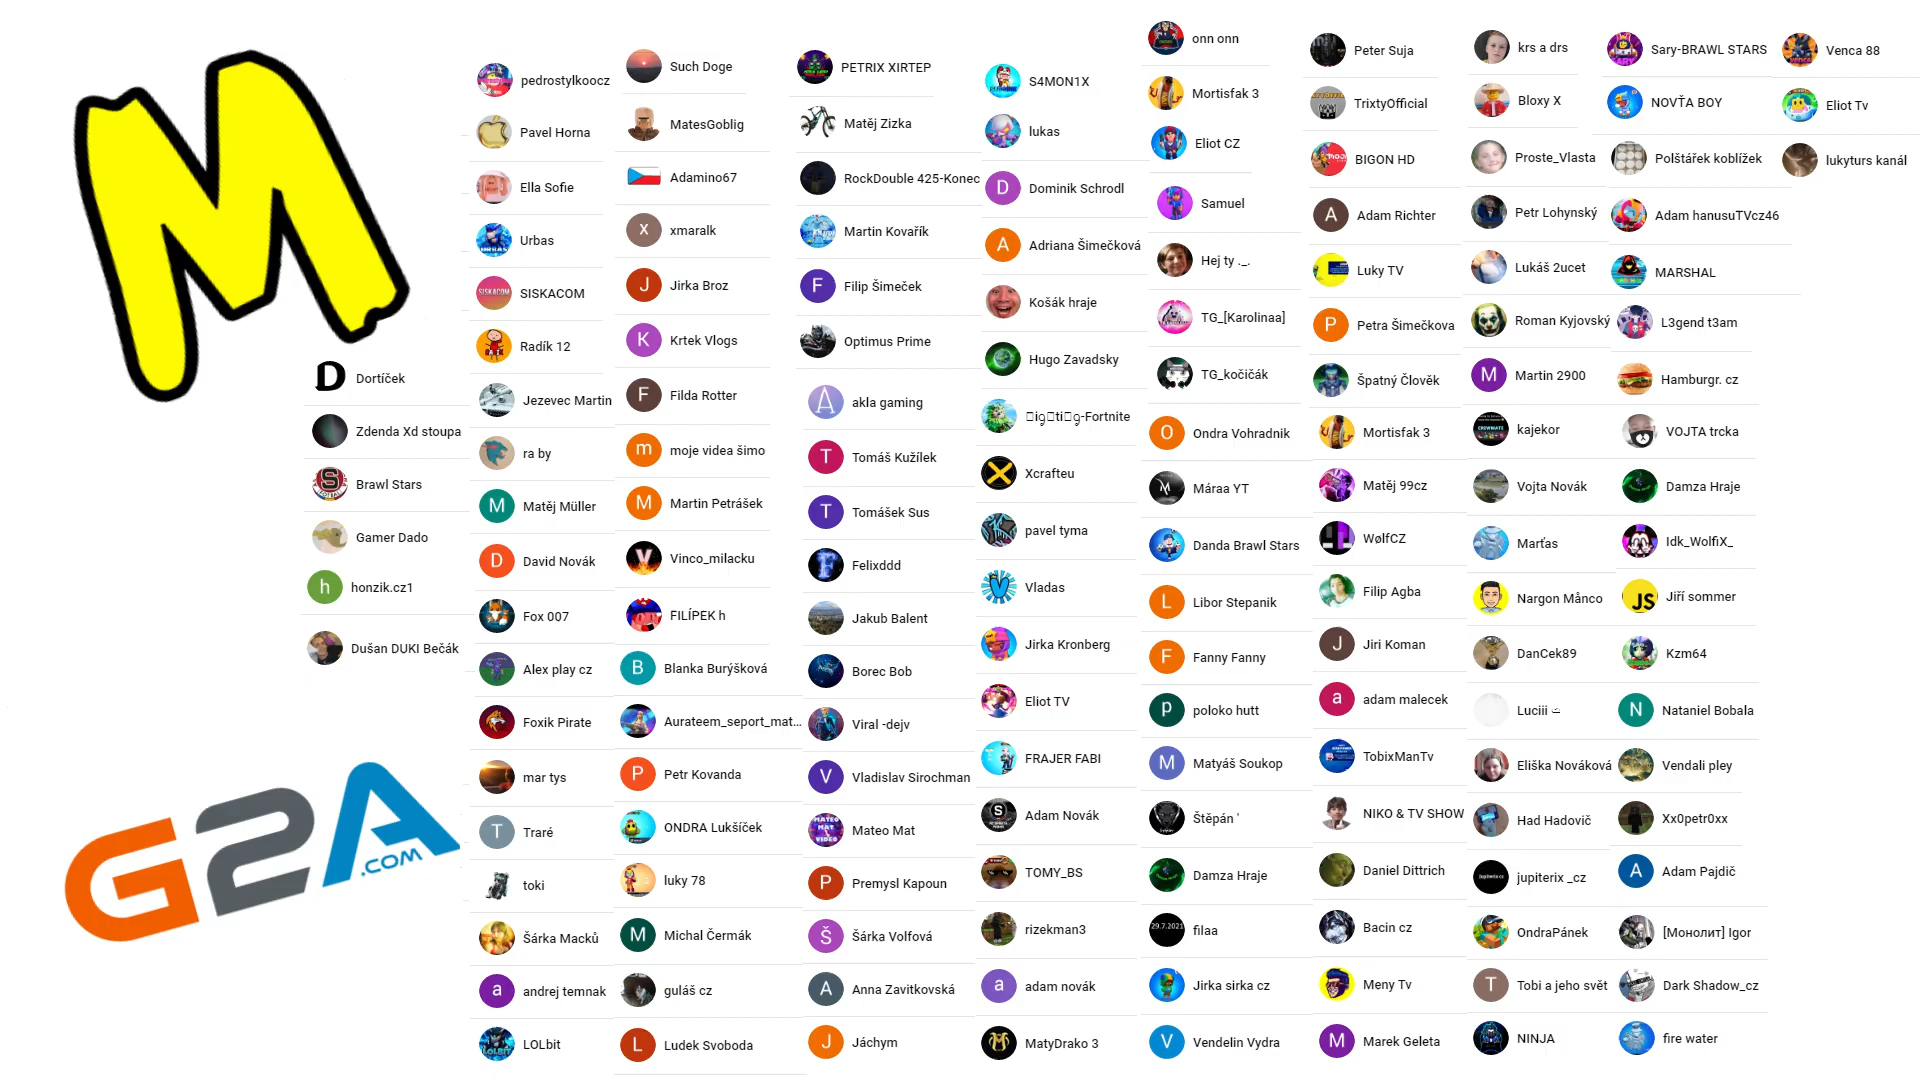 M
Dortíček
Zdenda Xd stoupa
Brawl Stars
Gamer Dado
honzik.cz1
Dušan DUKI Bečák
G2A
.COM
pedrostylkoocz
Pavel Horna
Ella Sofie
Urbas
SISKACOM
Radík 12
Jezevec Martin
ra by
Matěj Müller
David Novák
Fox 007
Alex play cz
Foxik Pirate
mar tys
Traré
toki
Šárka Macků
andrej temnak
LOLbit
Such Doge
MatesGoblig
Adamino67
xmaralk
Jirka Broz
Krtek Vlogs
Filda Rotter
moje videa šimo
Martin Petrášek
Vinco_milacku
FILÍPEK h
Blanka Burýšková
Aurateem_seport_mat...
Petr Kovanda
ONDRA Lukšíček
luky 78
Michal Čermák
guláš cz
Ludek Svoboda
PETRIX XIRTEP
Matěj Zizka
RockDouble 425-Konec
Martin Kovařík
Filip Šimeček
Optimus Prime
akla gaming
Tomáš Kužílek
Tomášek Sus
Felixddd
Jakub Balent
Borec Bob
Viral -dejv
Vladislav Sirochman
Mateo Mat
Premysl Kapoun
Šárka Volfová
Anna Zavitkovská
Jáchym
S4MON1X
lukas
Dominik Schrodl
Adriana Šimečková
Košák hraje
Hugo Zavadsky
-Fortnite
Xcrafteu
pavel tyma
Vladas
Jirka Kronberg
Eliot TV
FRAJER FABI
Adam Novák
TOMY_BS
rizekman3
adam novák
MatyDrako 3
onn onn
Mortisfak 3
Eliot CZ
Samuel
Hej ty ._.
TG_[Karolinaa]
TG_kočičák
Ondra Vohradnik
Máraa YT
Danda Brawl Stars
Libor Stepanik
Fanny Fanny
poloko hutt
Matyáš Soukop
Štěpán '
Damza Hraje
filaa
Jirka sirka cz
Vendelin Vydra
Peter Suja
TrixtyOfficial
BIGON HD
Adam Richter
Luky TV
Petra Šimečkova
Špatný Člověk
Mortisfak 3
Matěj 99cz
WølfCZ
Filip Agba
Jiri Koman
adam malecek
TobixManTv
NIKO & TV SHOW
Daniel Dittrich
Bacin cz
Meny Tv
Marek Geleta
krs a drs
Bloxy X
Proste_Vlasta
Petr Lohynský
Lukáš 2ucet
Roman Kyjovský
Martin 2900
kajekor
Vojta Novák
Marťas
Nargon Månco
DanCek89
Luciii
Eliška Nováková
Had Hadovič
jupiterix _cz
OndraPánek
Tobi a jeho svět
NINJA
Sary-BRAWL STARS
NOVŤA BOY
Polštářek koblížek
Adam hanusuTVcz46
MARSHAL
L3gend t3am
Hamburgr. cz
VOJTA trcka
Damza Hraje
Idk_WolfiX_
Jiří sommer
Kzm64
Nataniel Bobala
Vendali pley
Xx0petr0xx
Adam Pajdič
[Монолит] Igor
Dark Shadow_cz
fire water
Venca 88
Eliot Tv
lukyturs kanál